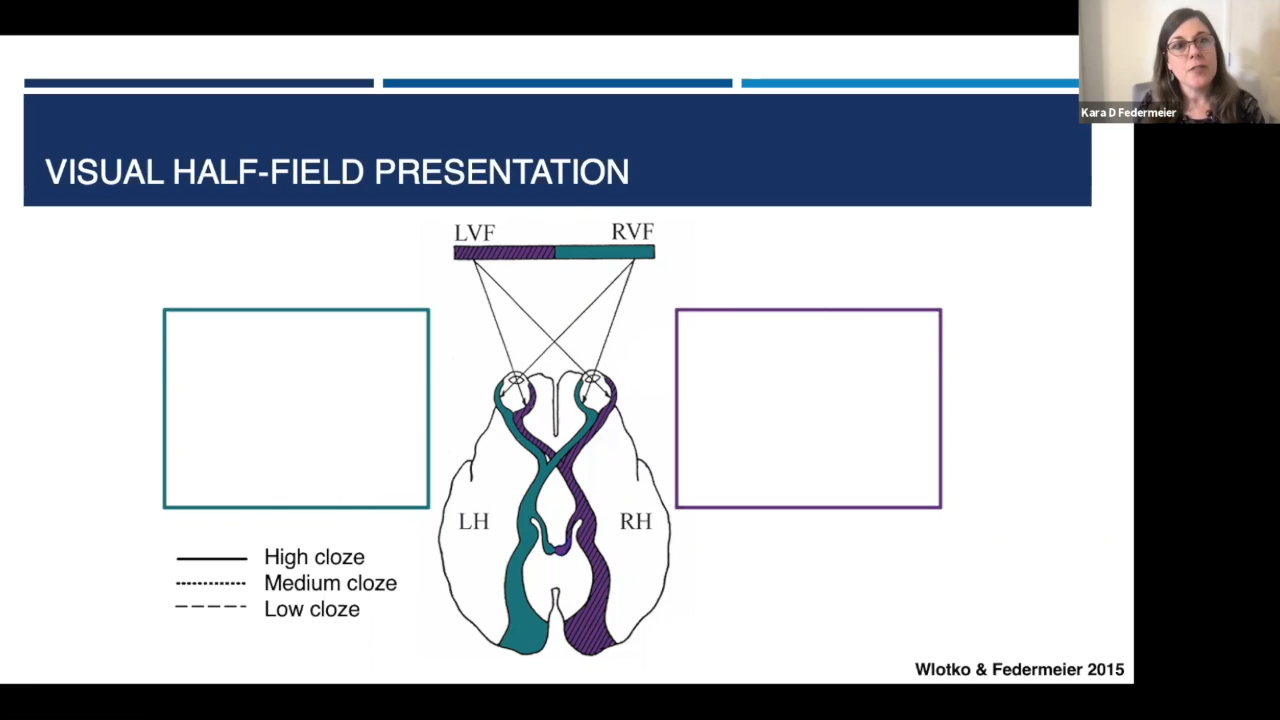 Kara D Federmeier
VISUAL HALF-FIELD PRESENTATION
LVF RVF
LH RH
High cloze
Medium cloze
Low cloze
Wlotko & Federmeier 2015